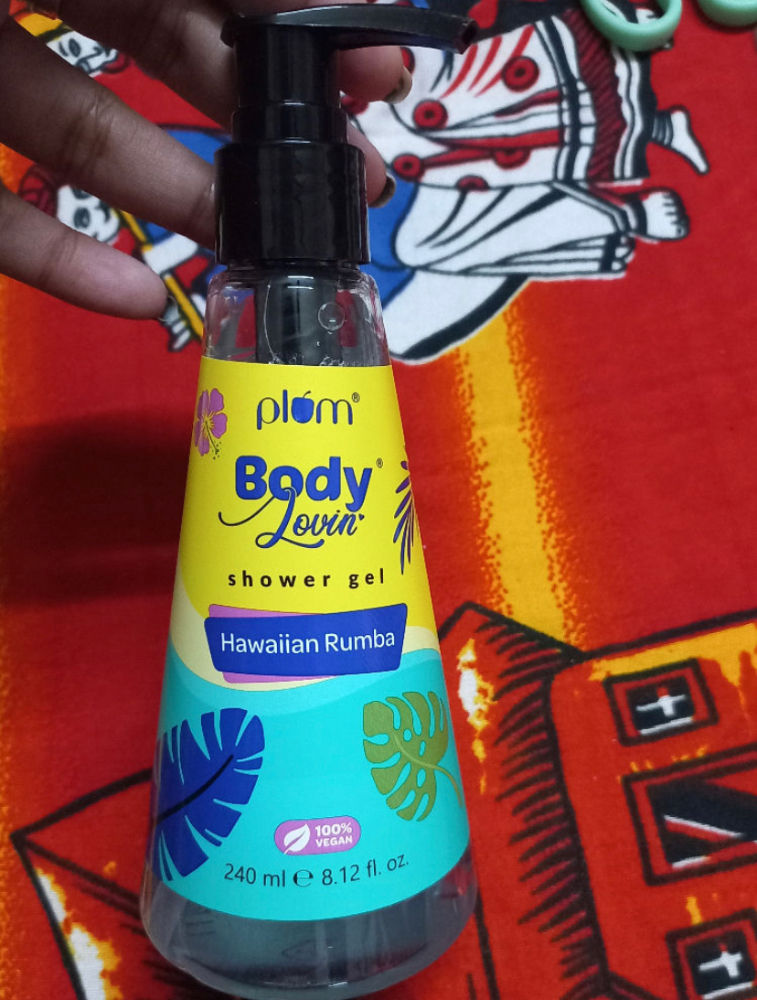 plum®
Body®
Lovin'
shower gel
Hawaiian Rumba
100%
VEGAN
240 ml ℮ 8.12 fl. oz.